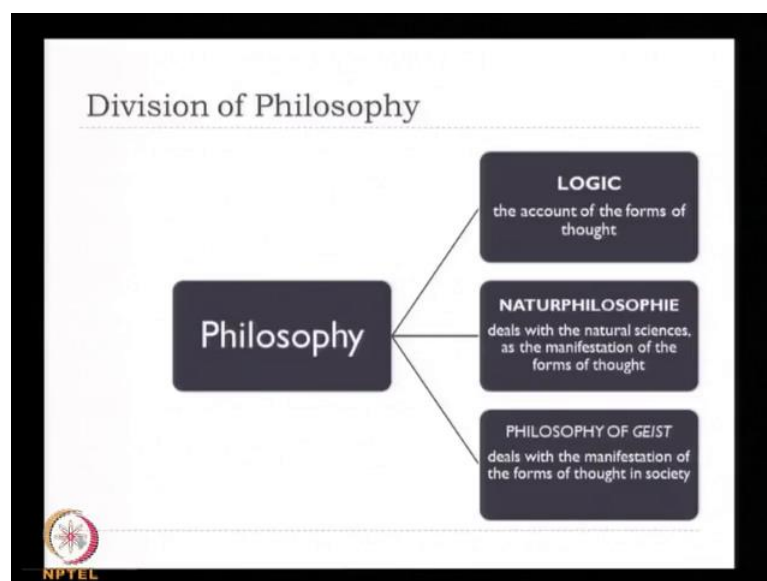 Division of Philosophy
LOGIC
the account of the forms of
thought
Philosophy
NATURPHILOSOPHIE
deals with the natural sciences,
as the manifestation of the
forms of thought
PHILOSOPHY OF GEIST
deals with the manifestation of
the forms of thought in society
NPTEL